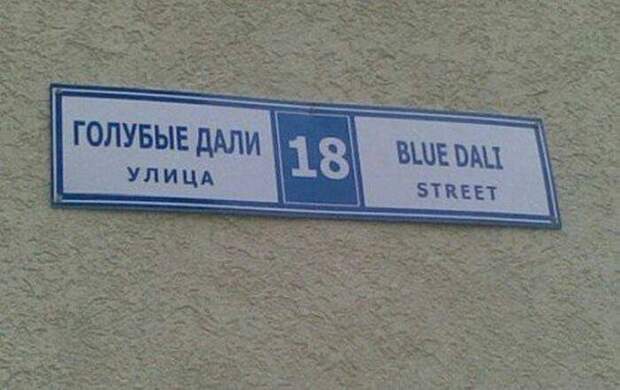 ГОЛУБЫЕ ДАЛИ
УЛИЦА
18
BLUE DALI
STREET